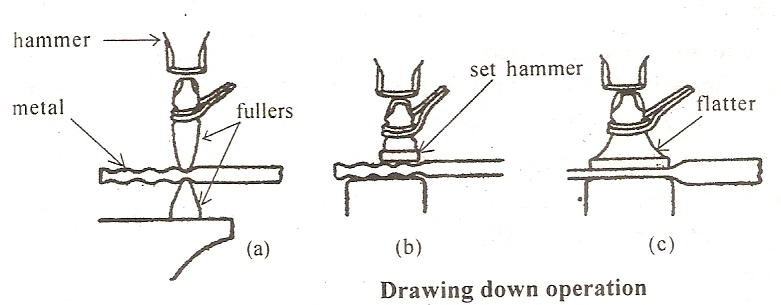 hammer
metal
fullers
set hammer
flatter
(a)
(b)
(c)
Drawing down operation